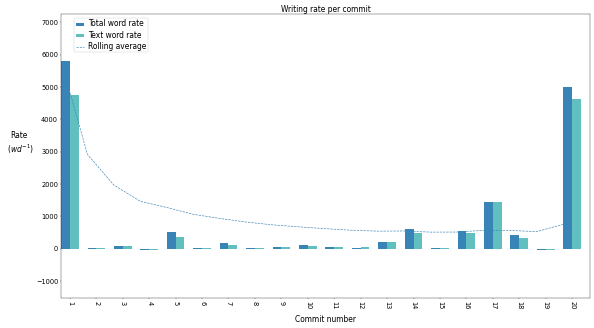 Writing rate per commit
Total word rate
Text word rate
Rolling average
7000
6000
5000
4000
3000
2000
1000
0
−1000
Rate
(wd⁻¹)
1 2 3 4 5 6 7 8 9 10 11 12 13 14 15 16 17 18 19 20
Commit number